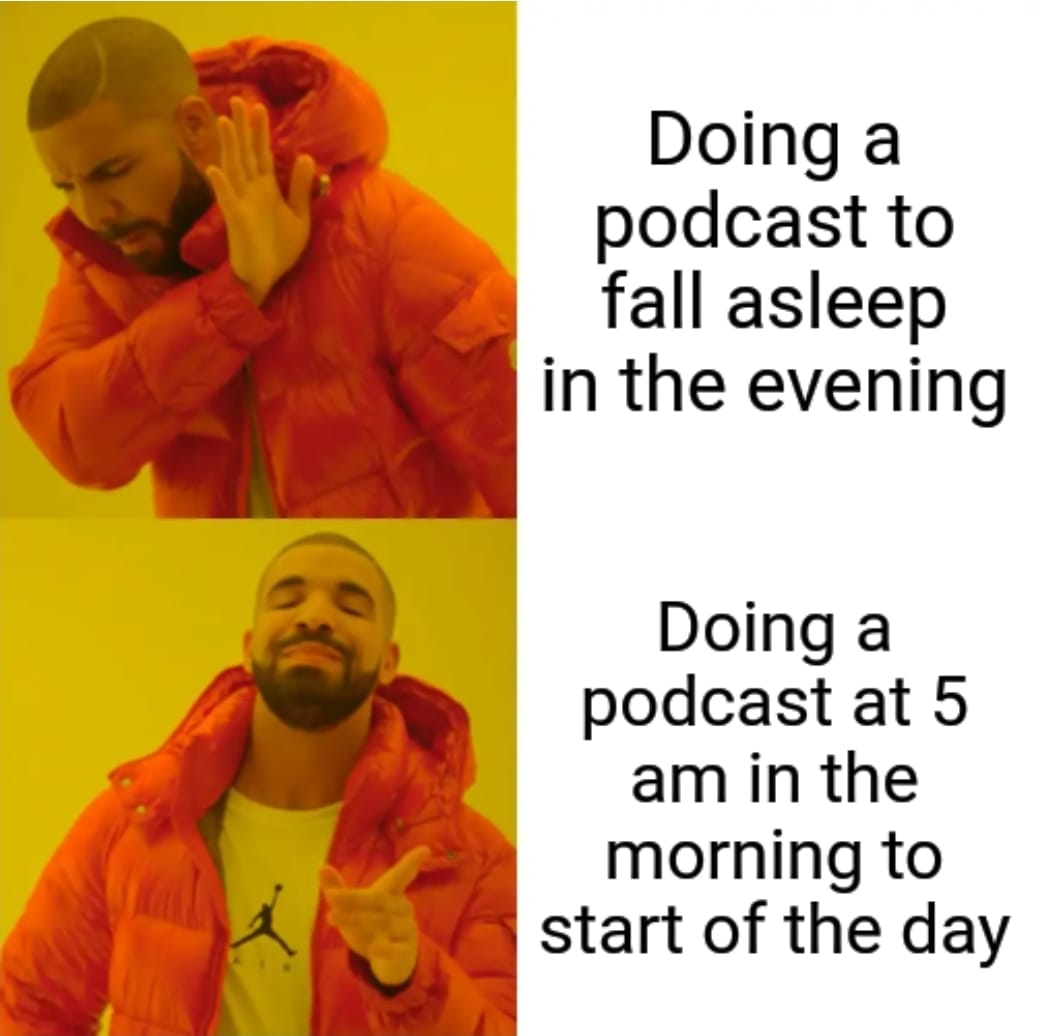 Doing a
podcast to
fall asleep
in the evening
Doing a
podcast at 5
am in the
morning to
start of the day
AIR